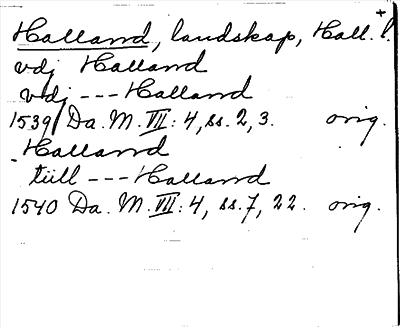 Halland, landskap, Hall. l.
vdj Halland
vdj --- Halland
1539 Da. M. VII: 4, ss. 2, 3. orig.
Halland
tiill --- Halland
1540 Da. M. VII: 4, ss. 7, 22. orig.